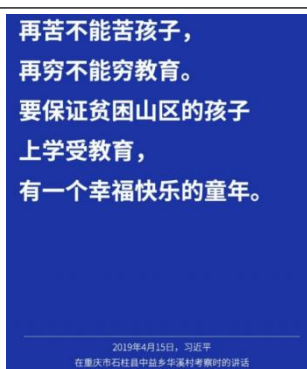 再苦不能苦孩子，
再穷不能穷教育。
要保证贫困山区的孩子
上学受教育，
有一个幸福快乐的童年。
2019年4月15日，习近平
在重庆市石柱县中益乡华溪村考察时的讲话